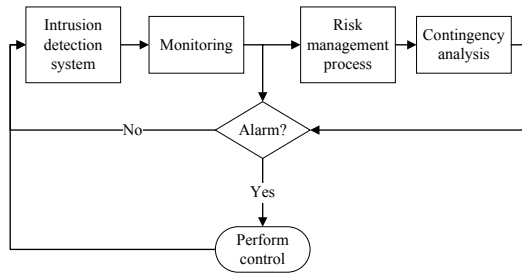 Intrusion
detection
system
Monitoring
Risk
management
process
Contingency
analysis
No
Alarm?
Yes
Perform
control